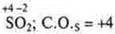 +4 -2
SO₂; C.O.ₛ = +4